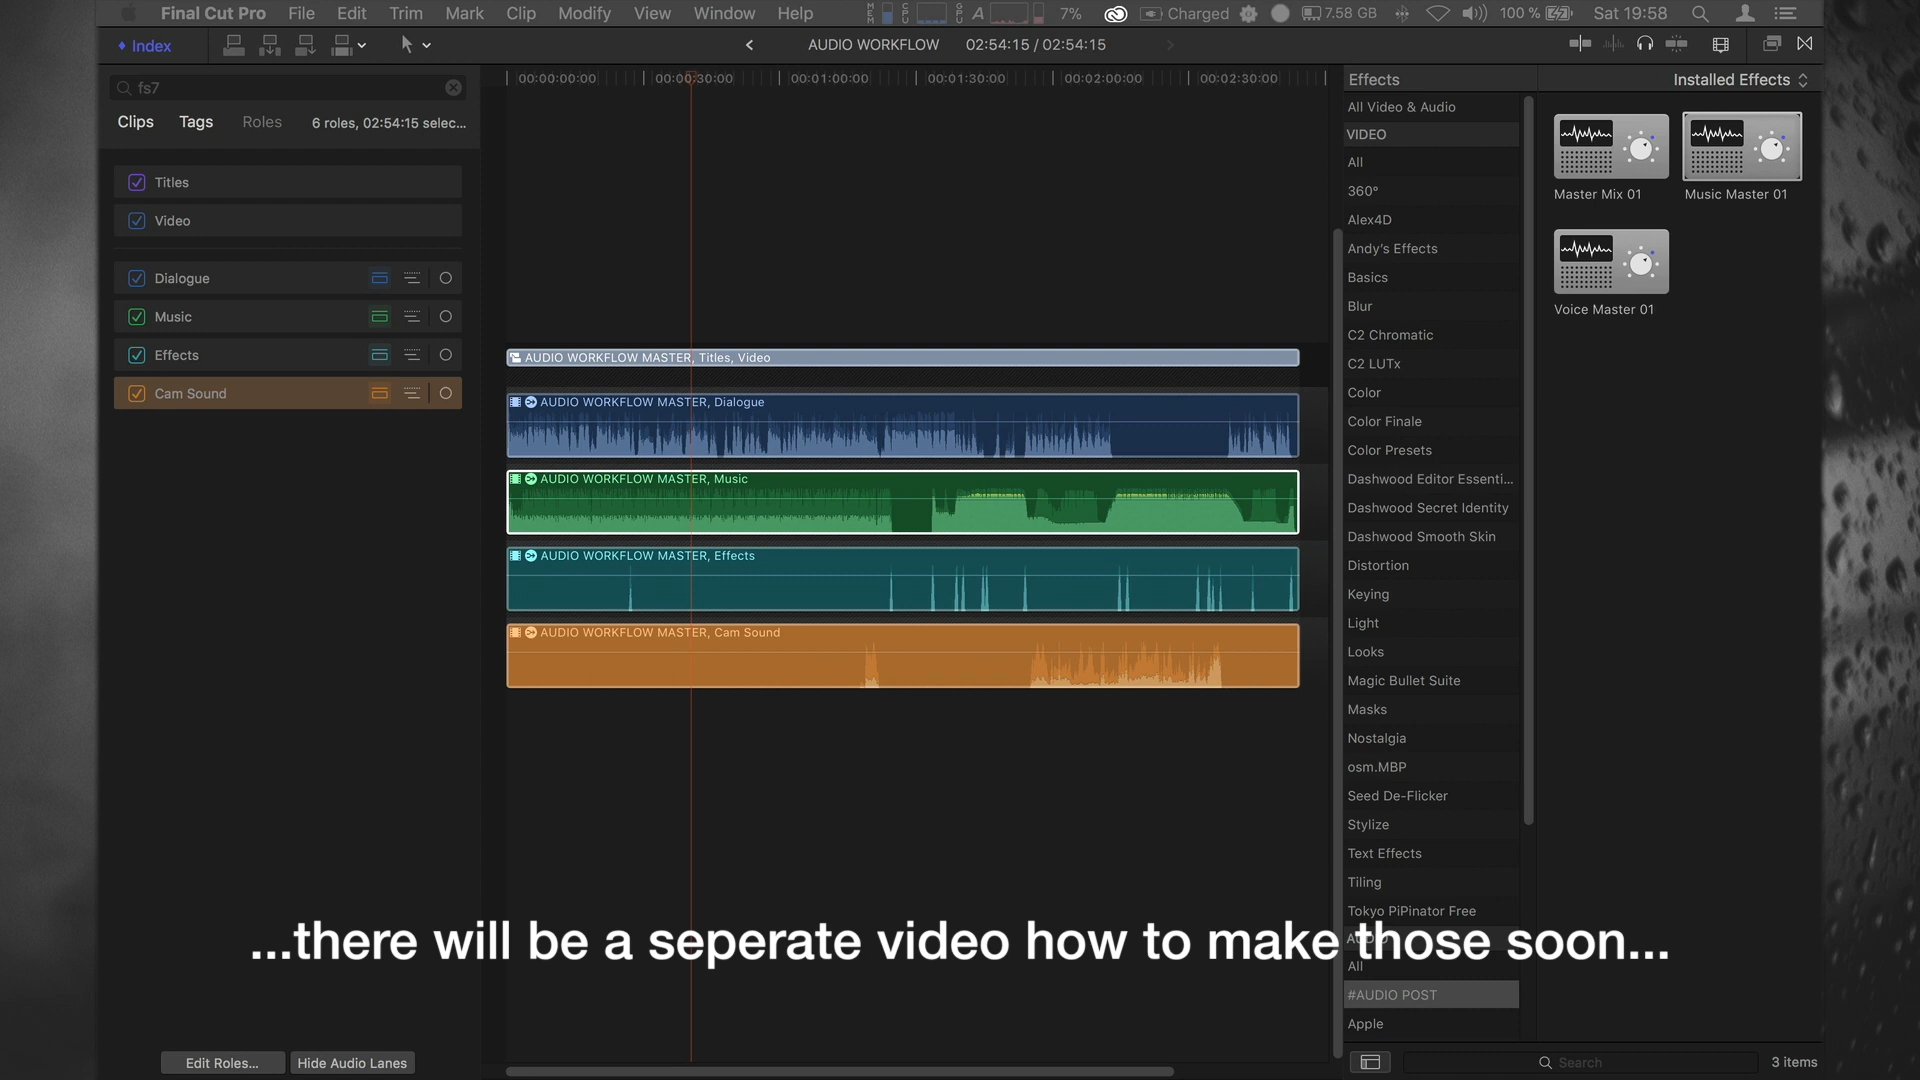 Final Cut Pro File Edit Trim Mark Clip Modify View Window Help MEM CPU GPU A 7% Charged 7.58 GB 100 % Sat 19:58
Index
AUDIO WORKFLOW 02:54:15 / 02:54:15
fs7
Clips Tags Roles 6 roles, 02:54:15 selec...
Titles
Video
Dialogue
Music
Effects
Cam Sound
Edit Roles...
Hide Audio Lanes
00:00:00:00 00:00:30:00 00:01:00:00 00:01:30:00 00:02:00:00 00:02:30:00
AUDIO WORKFLOW MASTER, Titles, Video
AUDIO WORKFLOW MASTER, Dialogue
AUDIO WORKFLOW MASTER, Music
AUDIO WORKFLOW MASTER, Effects
AUDIO WORKFLOW MASTER, Cam Sound
Effects
Installed Effects
All Video & Audio
VIDEO
All
360°
Alex4D
Andy's Effects
Basics
Blur
C2 Chromatic
C2 LUTx
Color
Color Finale
Color Presets
Dashwood Editor Essenti...
Dashwood Secret Identity
Dashwood Smooth Skin
Distortion
Keying
Light
Looks
Magic Bullet Suite
Masks
Nostalgia
osm.MBP
Seed De-Flicker
Stylize
Text Effects
Tiling
Tokyo PiPinator Free
All
#AUDIO POST
Apple
Master Mix 01
Music Master 01
Voice Master 01
Search
3 items
...there will be a seperate video how to make those soon...